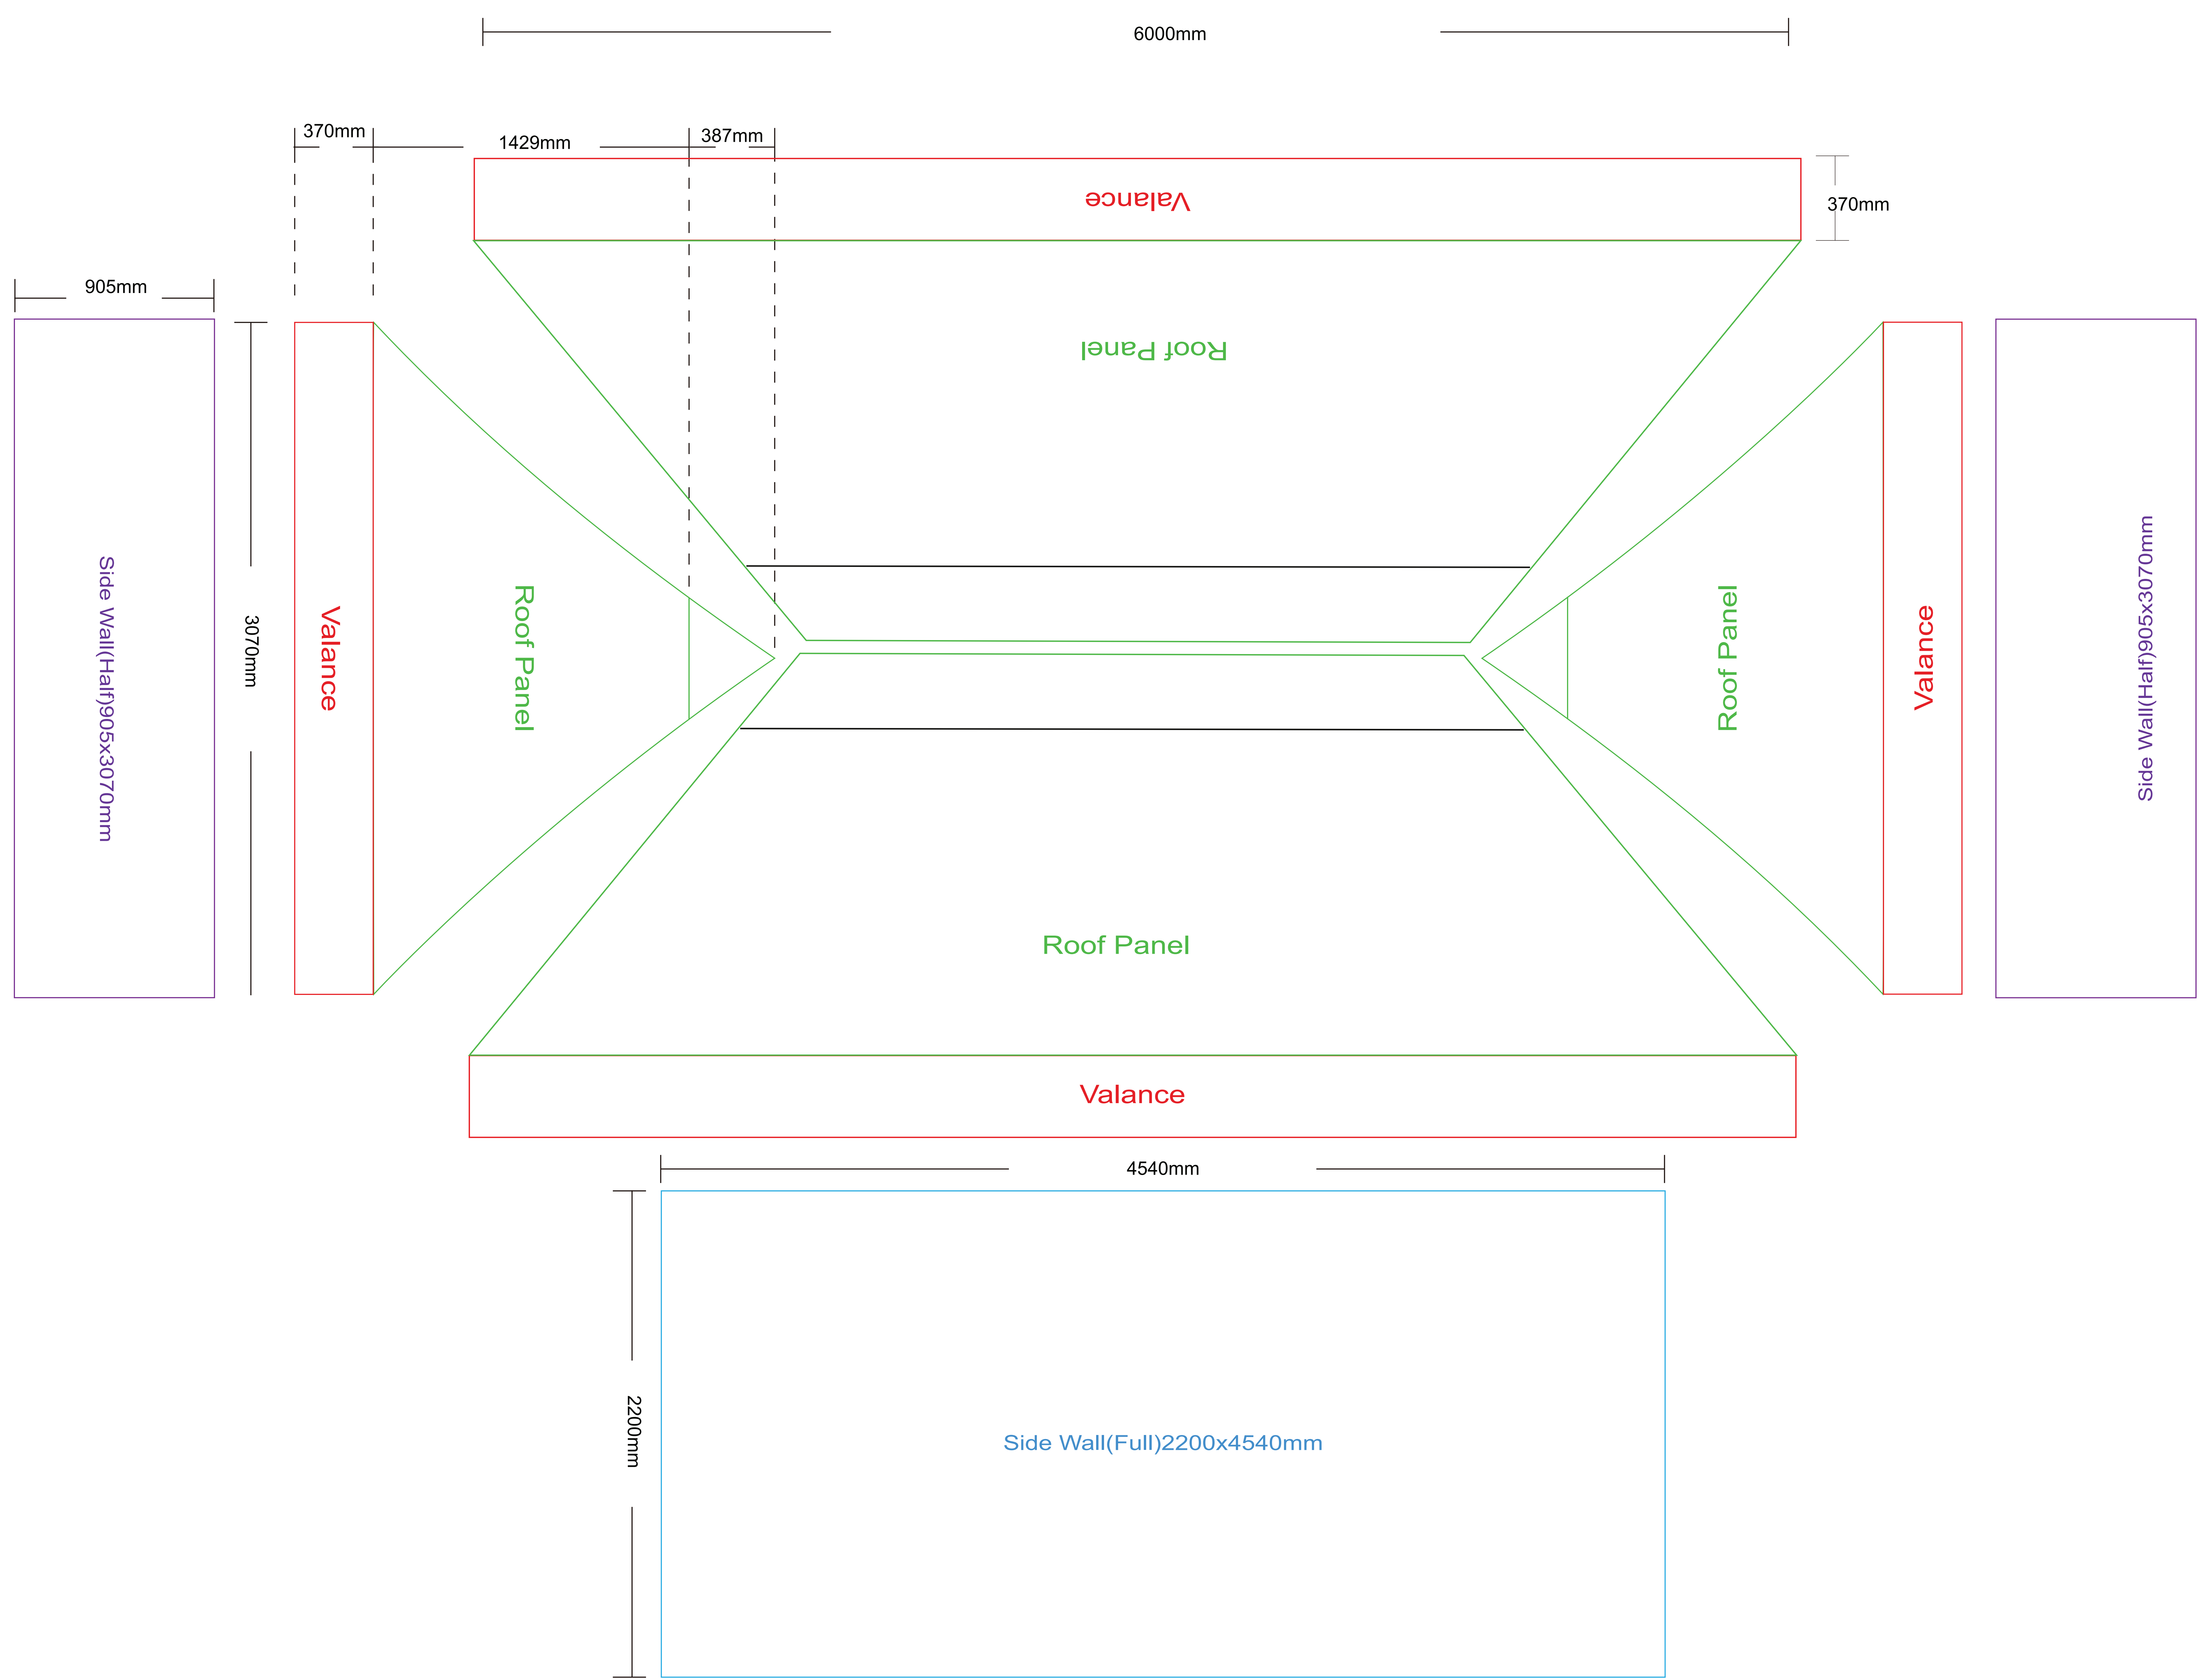 6000mm
370mm
1429mm
387mm
Valance
370mm
905mm
Roof Panel
Side Wall(Half)905x3070mm
3070mm
Valance
Roof Panel
Roof Panel
Valance
Side Wall(Half)905x3070mm
Roof Panel
Valance
4540mm
2200mm
Side Wall(Full)2200x4540mm